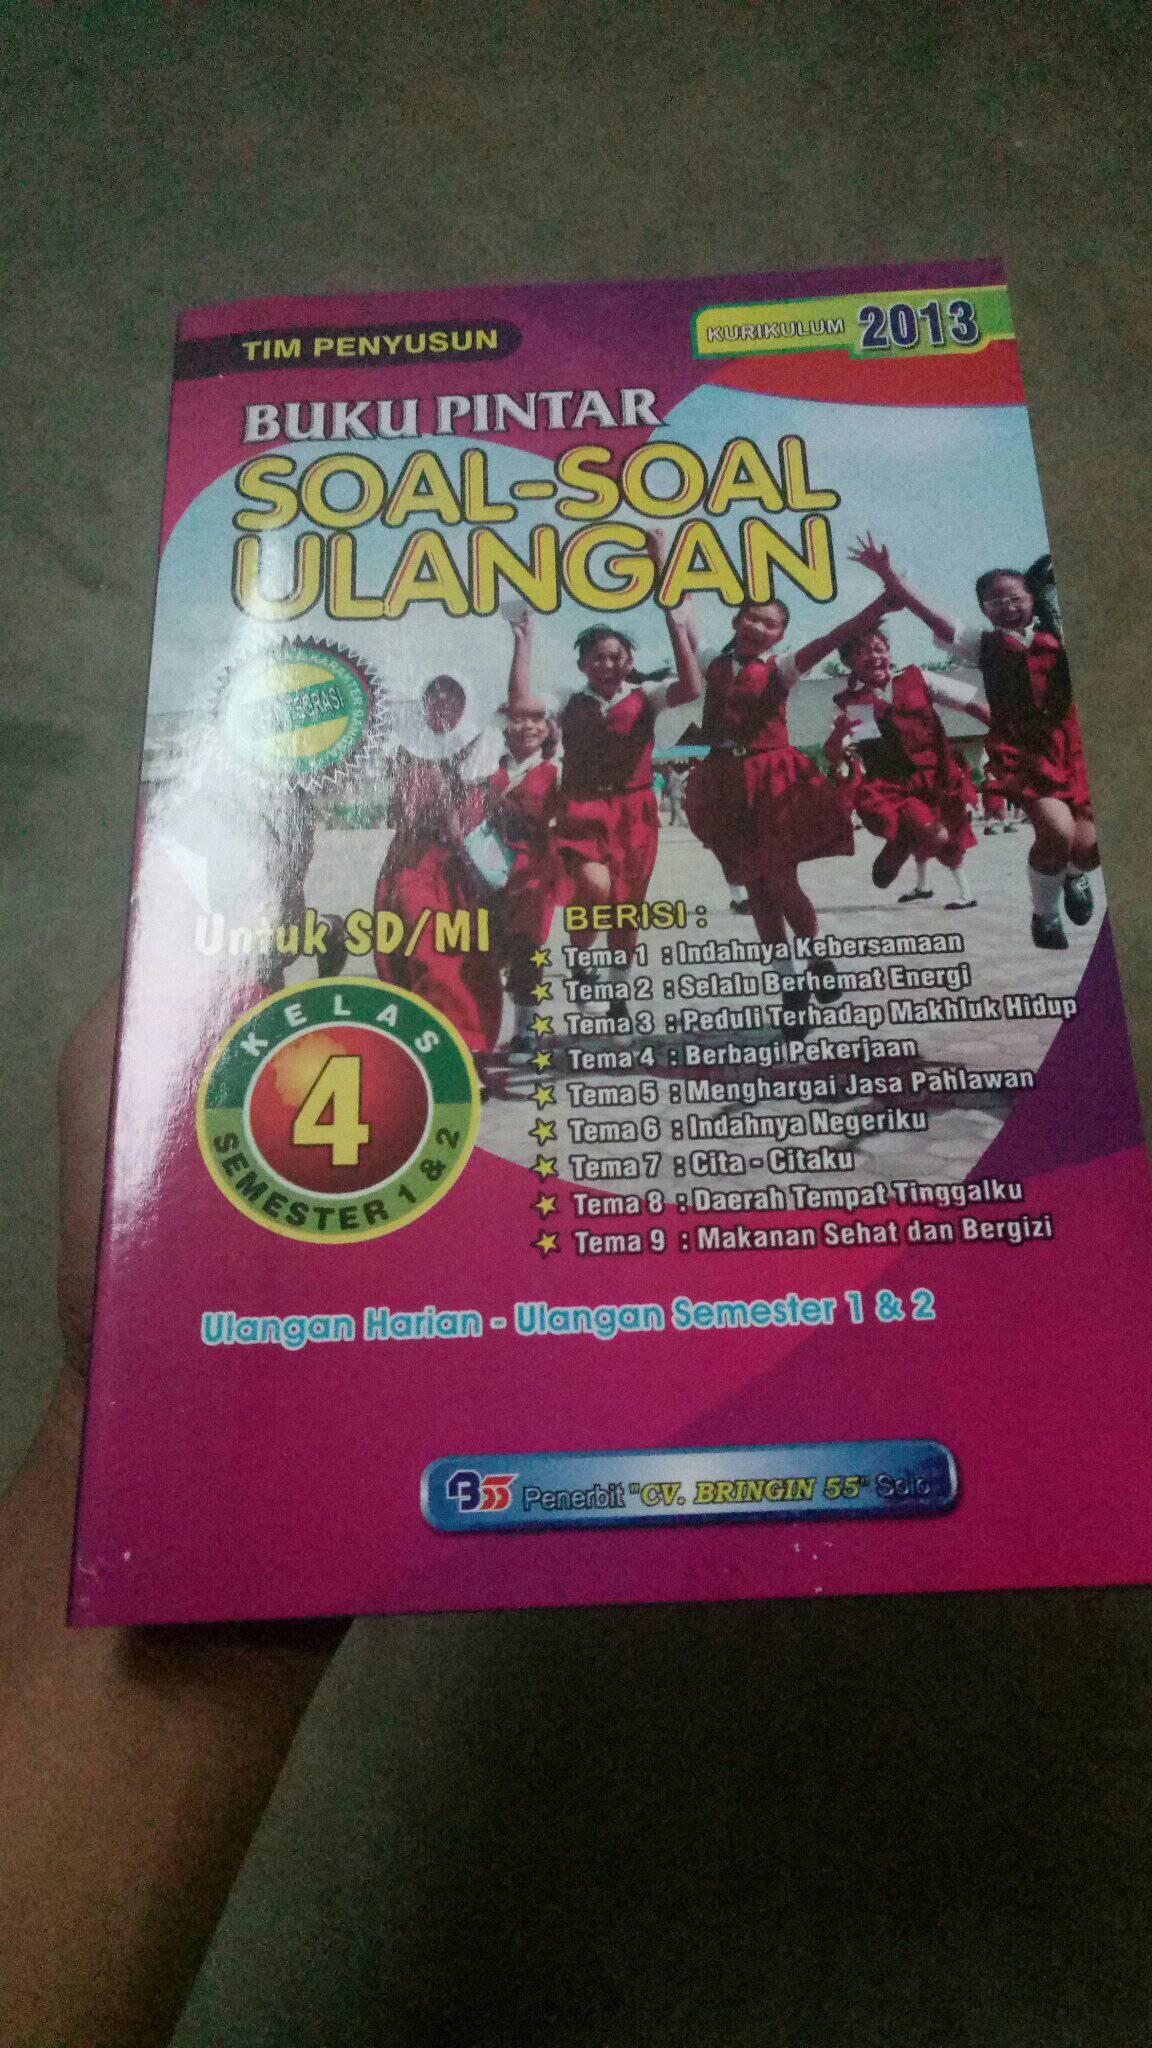 TIM PENYUSUN
KURIKULUM 2013
BUKU PINTAR
SOAL-SOAL
ULANGAN
KARAKTER BANGSA
Untuk SD/MI
KELAS
4
SEMESTER 1 & 2
BERISI :
Tema 1 : Indahnya Kebersamaan
Tema 2 : Selalu Berhemat Energi
Tema 3 : Peduli Terhadap Makhluk Hidup
Tema 4 : Berbagi Pekerjaan
Tema 5 : Menghargai Jasa Pahlawan
Tema 6 : Indahnya Negeriku
Tema 7 : Cita - Citaku
Tema 8 : Daerah Tempat Tinggalku
Tema 9 : Makanan Sehat dan Bergizi
Ulangan Harian - Ulangan Semester 1 & 2
B55 Penerbit "CV. BRINGIN 55" Solo